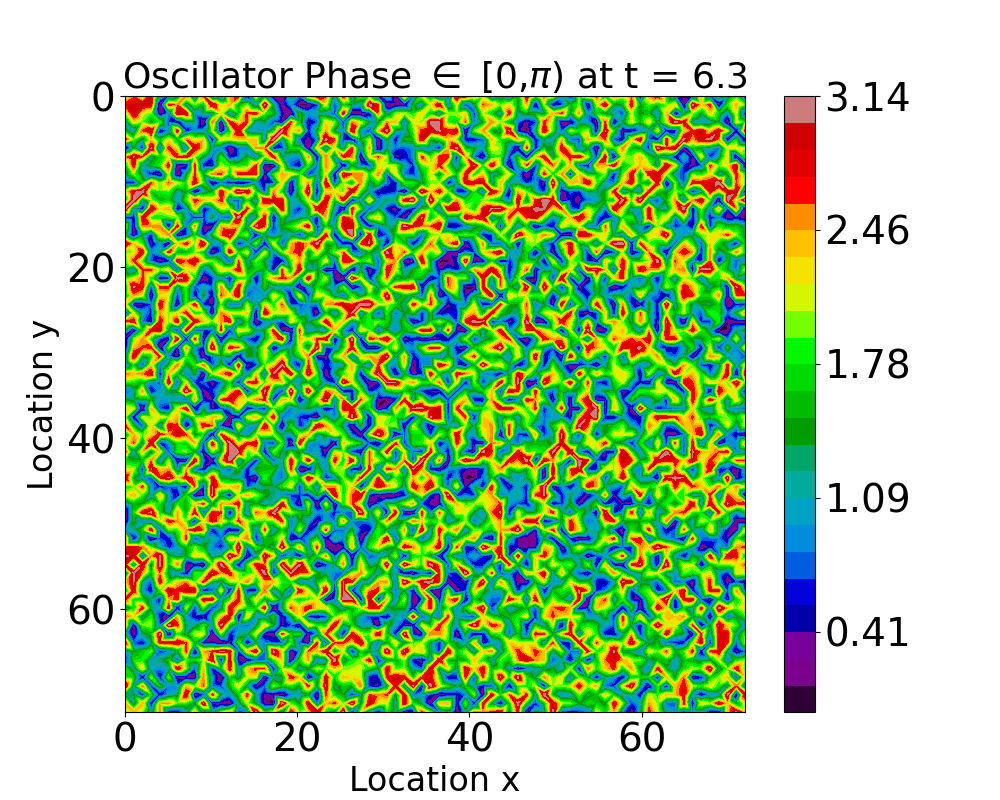 Oscillator Phase ∈ [0,π) at t = 6.3
0
20
40
60
Location y
0 20 40 60
Location x
3.14
2.46
1.78
1.09
0.41